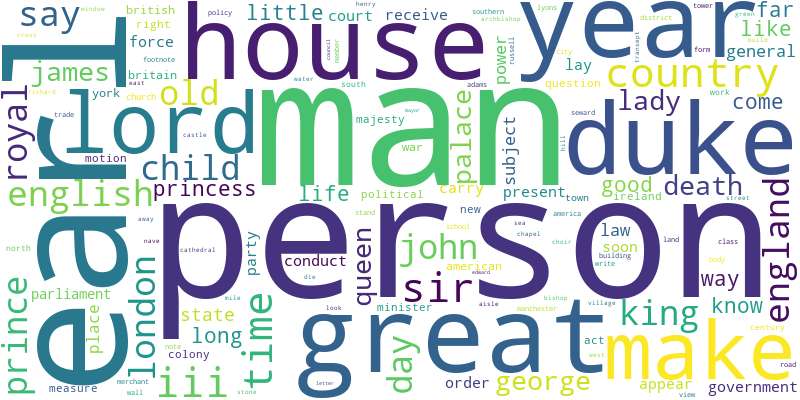 say
british
right
little
court
receive
southern
archbishop
lyons
policy
tower
window
henry
year
far
like
green
cross
force
footnote
house
council
member
power
russell
district
form
build
general
james
britain
city
transept
lay
question
country
york
east
water
south
adams
work
richard
church
old
majesty
seward
lady
come
royal
trade
lord
man
war
mayor
palace
subject
hill
duke
motion
castle
child
english
princess
life
political
carry
present
town
good
ireland
death
earl
person
stand
new
sea
america
law
street
england
north
away
nave
cathedral
party
conduct
queen
john
school
chapel
choir
land
class
soon
building
write
body
way
prince
parliament
place
london
mile
die
look
sir
american
edward
aisle
bishop
village
manchester
know
century
state
long
time
minister
great
king
act
west
road
colony
note
measure
merchant
wall
iii
stone
letter
day
order
george
make
appear
government
view